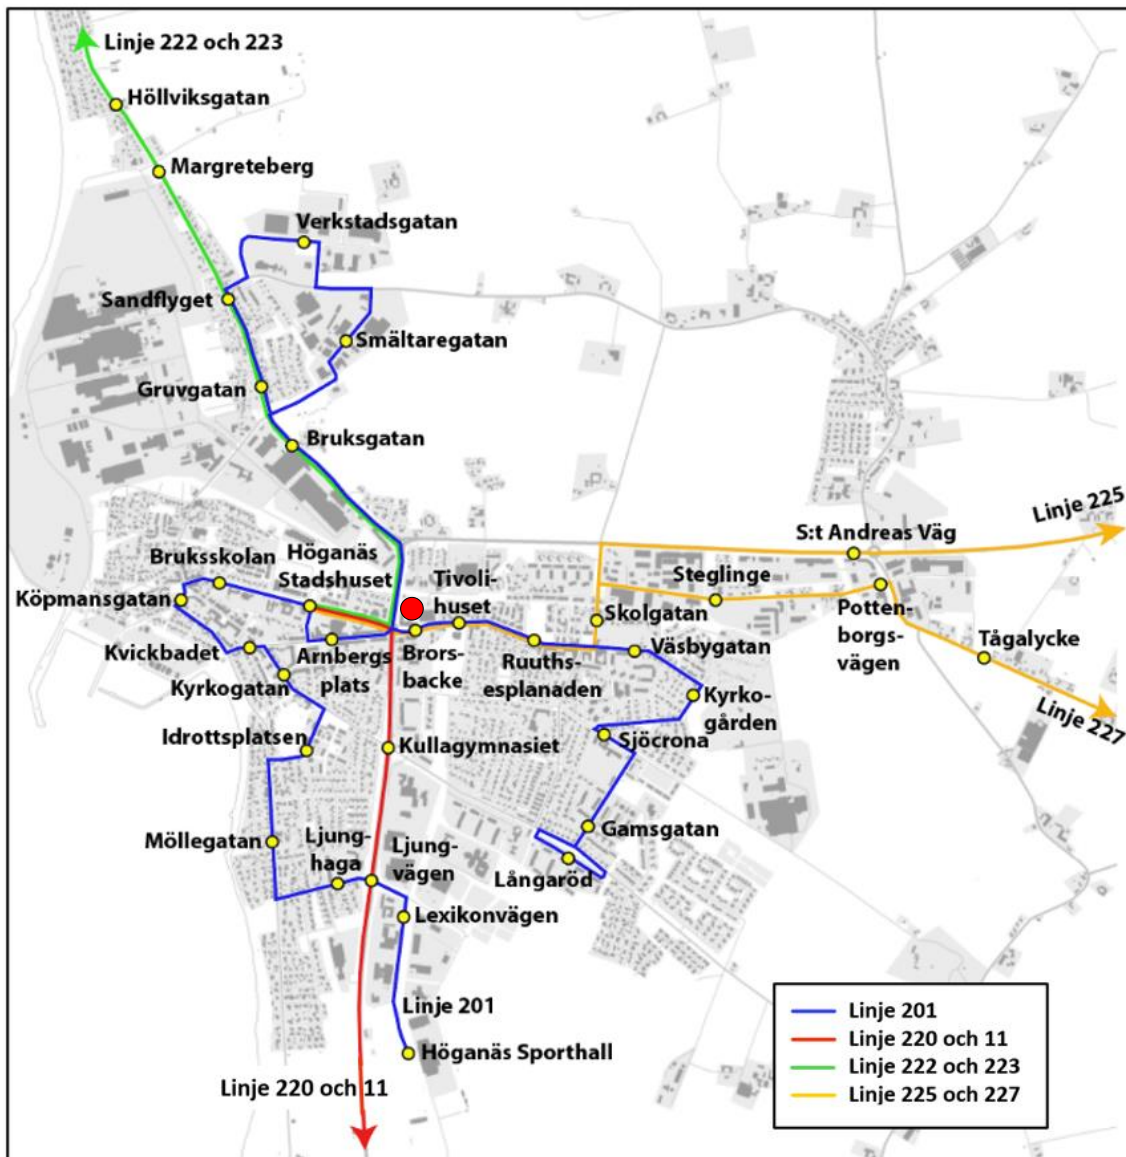 Linje 222 och 223
Höllviksgatan
Margreteberg
Verkstadsgatan
Sandflyget
Smältaregatan
Gruvgatan
Bruksgatan
Linje 225
S:t Andreas Väg
Bruksskolan
Höganäs
Stadshuset
Tivoli-
huset
Steglinge
Köpmansgatan
Skolgatan
Potten-
borgs-
vägen
Tågalycke
Kvickbadet
Arnbergs
plats
Brors-
backe
Ruuths-
esplanaden
Väsbygatan
Kyrkogatan
Kyrko-
gården
Linje 227
Idrottsplatsen
Kullagymnasiet
Sjöcrona
Möllegatan
Ljung-
haga
Ljung-
vägen
Gamsgatan
Långaröd
Lexikonvägen
Linje 201
Höganäs Sporthall
Linje 220 och 11
Linje 201
Linje 220 och 11
Linje 222 och 223
Linje 225 och 227